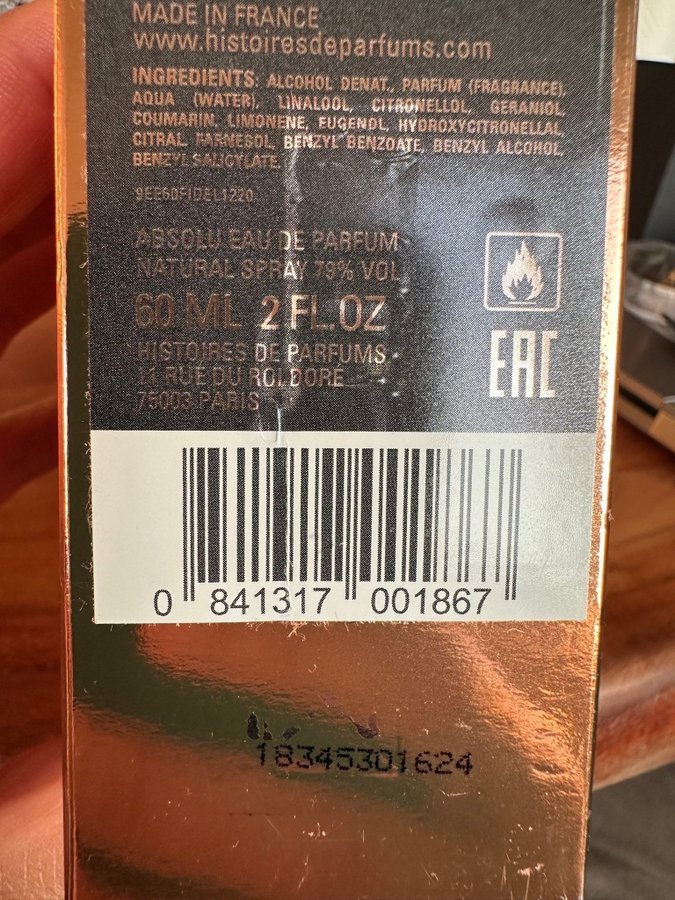 MADE IN FRANCE
www.histoiresdeparfums.com
INGREDIENTS: ALCOHOL DENAT., PARFUM (FRAGRANCE),
AQUA (WATER), LINALOOL, CITRONELLOL, GERANIOL,
COUMARIN, LIMONENE, EUGENOL, HYDROXYCITRONELLAL,
CITRAL, FARNESOL, BENZYL BENZOATE, BENZYL ALCOHOL,
BENZYL SALICYLATE.
9EE60FIDEL1220
ABSOLU EAU DE PARFUM
NATURAL SPRAY 78% VOL
60 ML 2 FL.OZ
HISTOIRES DE PARFUMS
11 RUE DU ROI DORÉ
75003 PARIS
EAC
0 841317 001867
18345301624